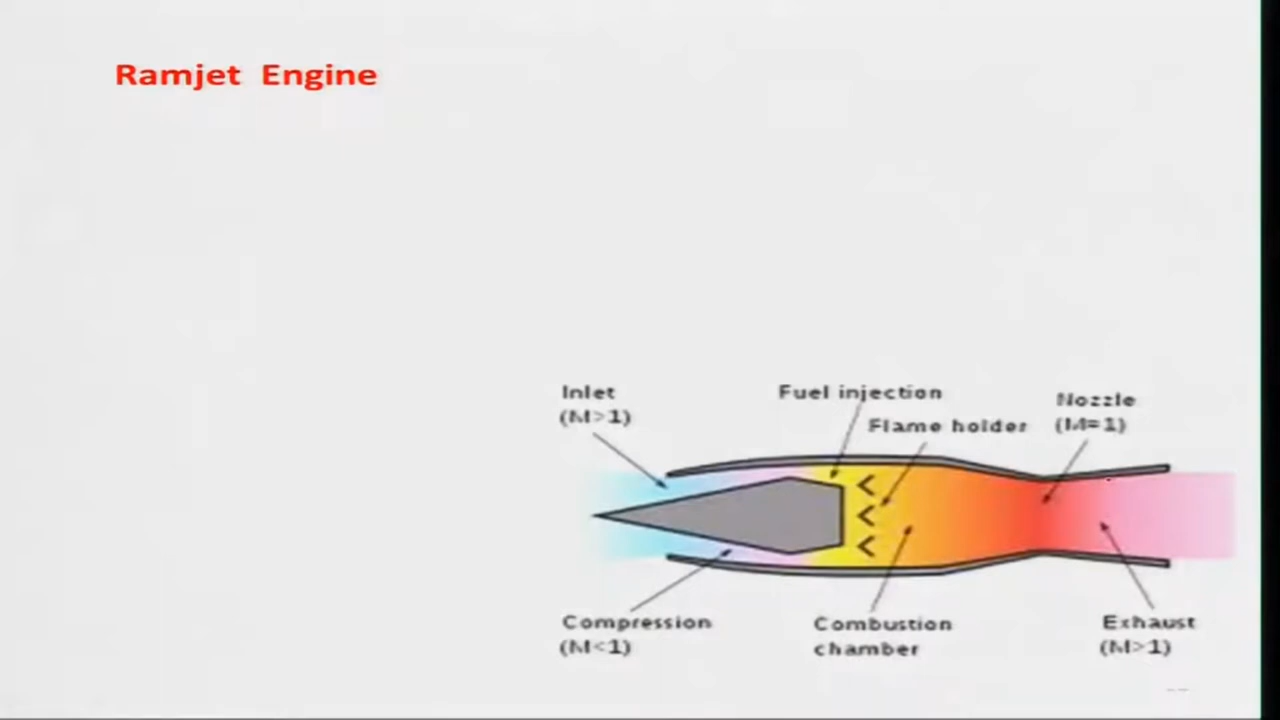 Ramjet Engine
Inlet
(M>1)
Fuel injection
Flame holder
Nozzle
(M=1)
Compression
(M<1)
Combustion
chamber
Exhaust
(M>1)